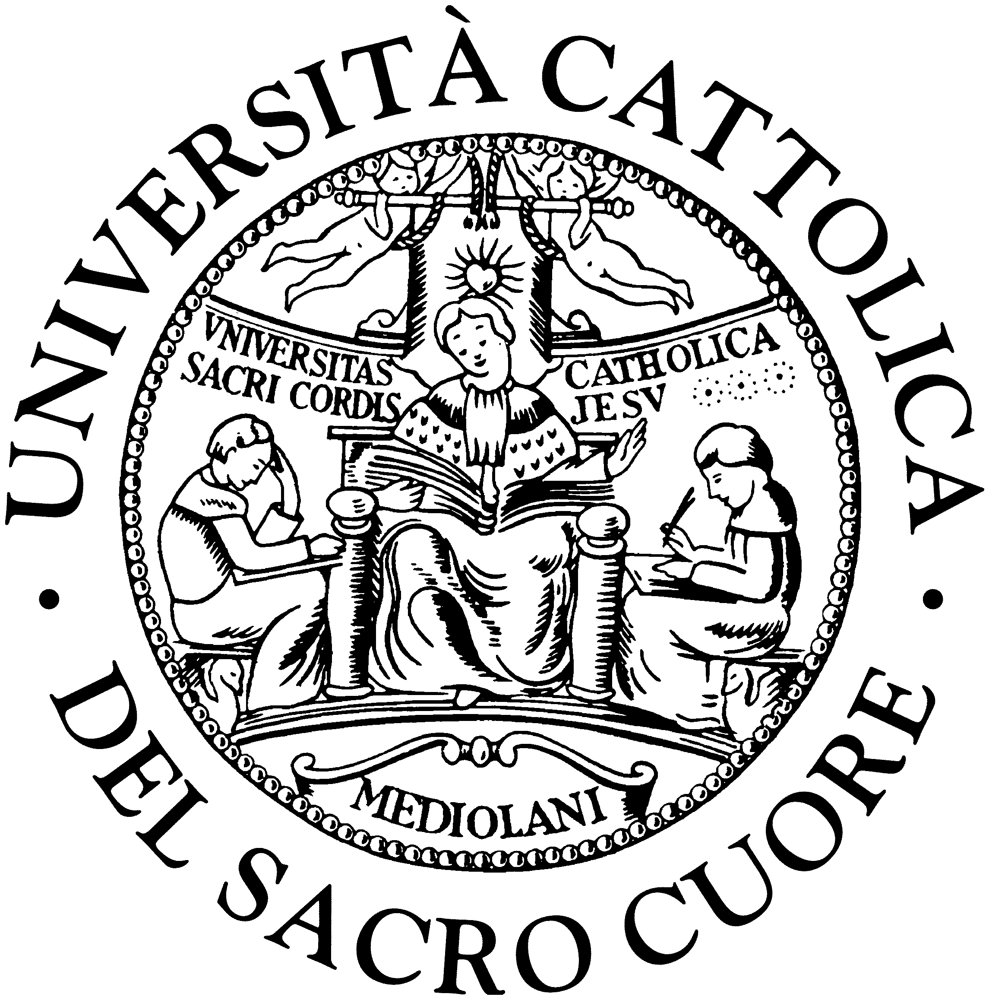 UNIVERSITÀ CATTOLICA
· DEL SACRO CUORE ·
VNIVERSITAS CATHOLICA
SACRI CORDIS JESV
MEDIOLANI